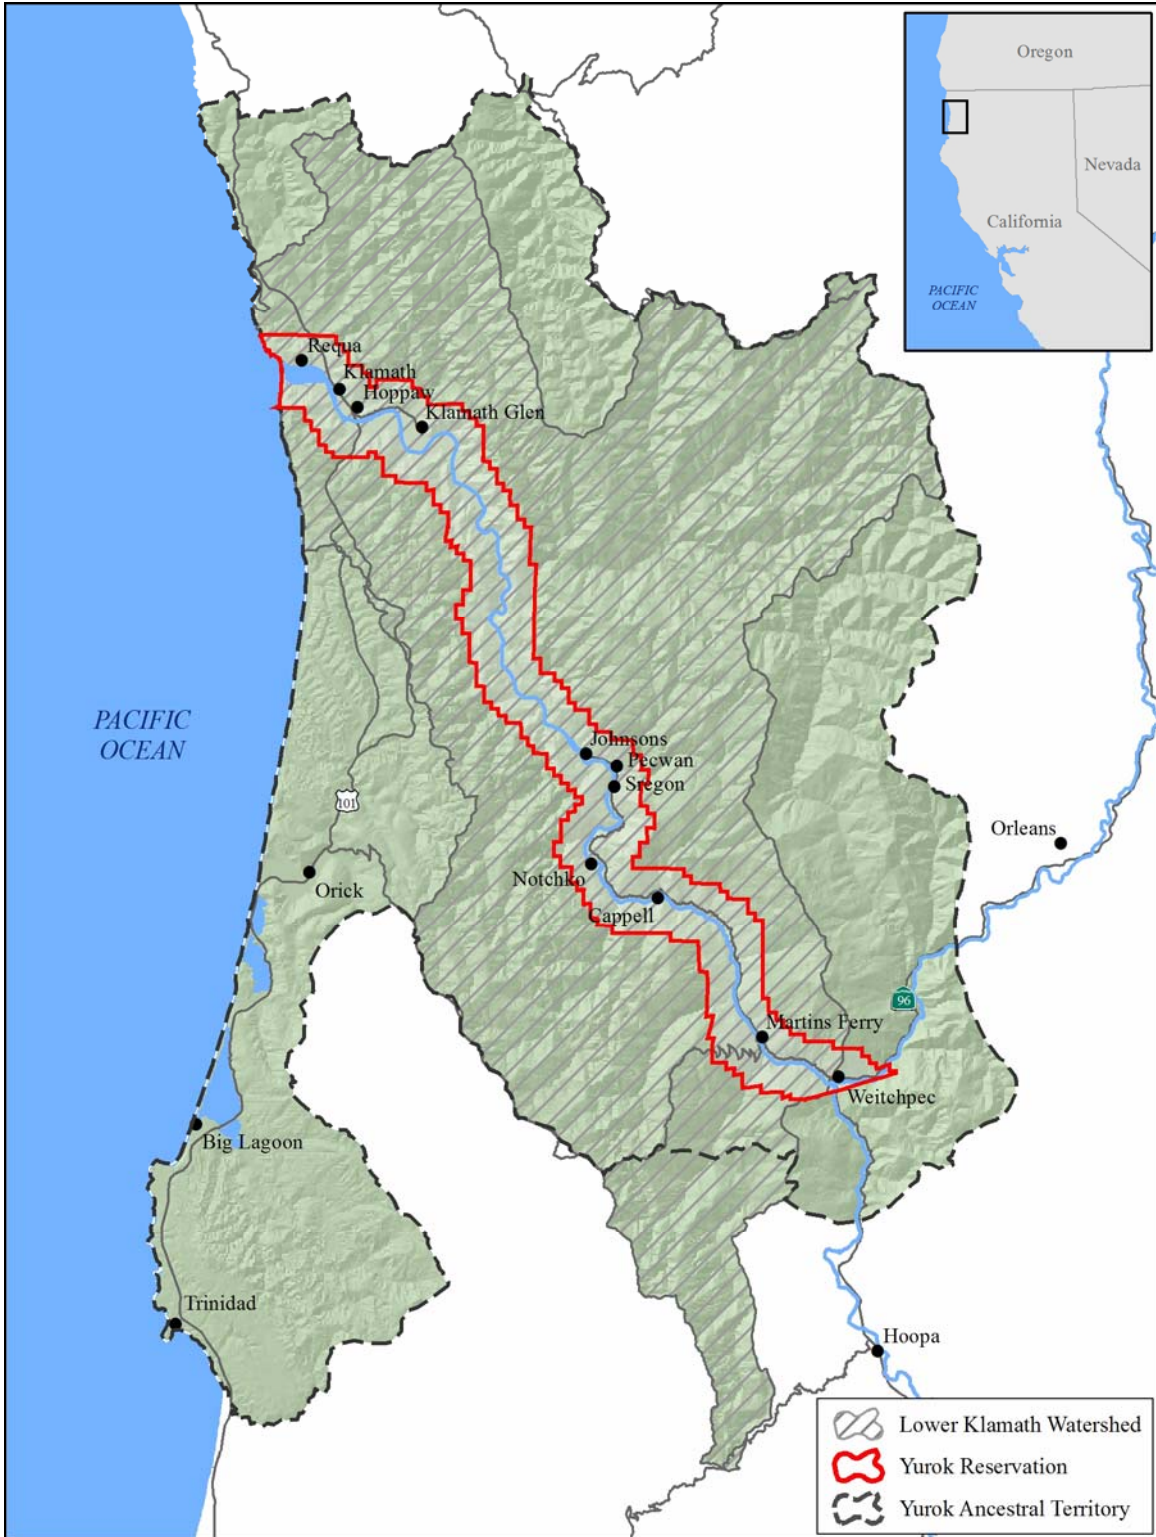 Oregon
Nevada
California
PACIFIC
OCEAN
Requa
Klamath
Hoppaw
Klamath Glen
PACIFIC
OCEAN
Johnsons
Pecwan
Sregon
101
Orleans
Orick
Notchko
Cappell
96
Martins Ferry
Weitchpec
Big Lagoon
Trinidad
Hoopa
Lower Klamath Watershed
Yurok Reservation
Yurok Ancestral Territory